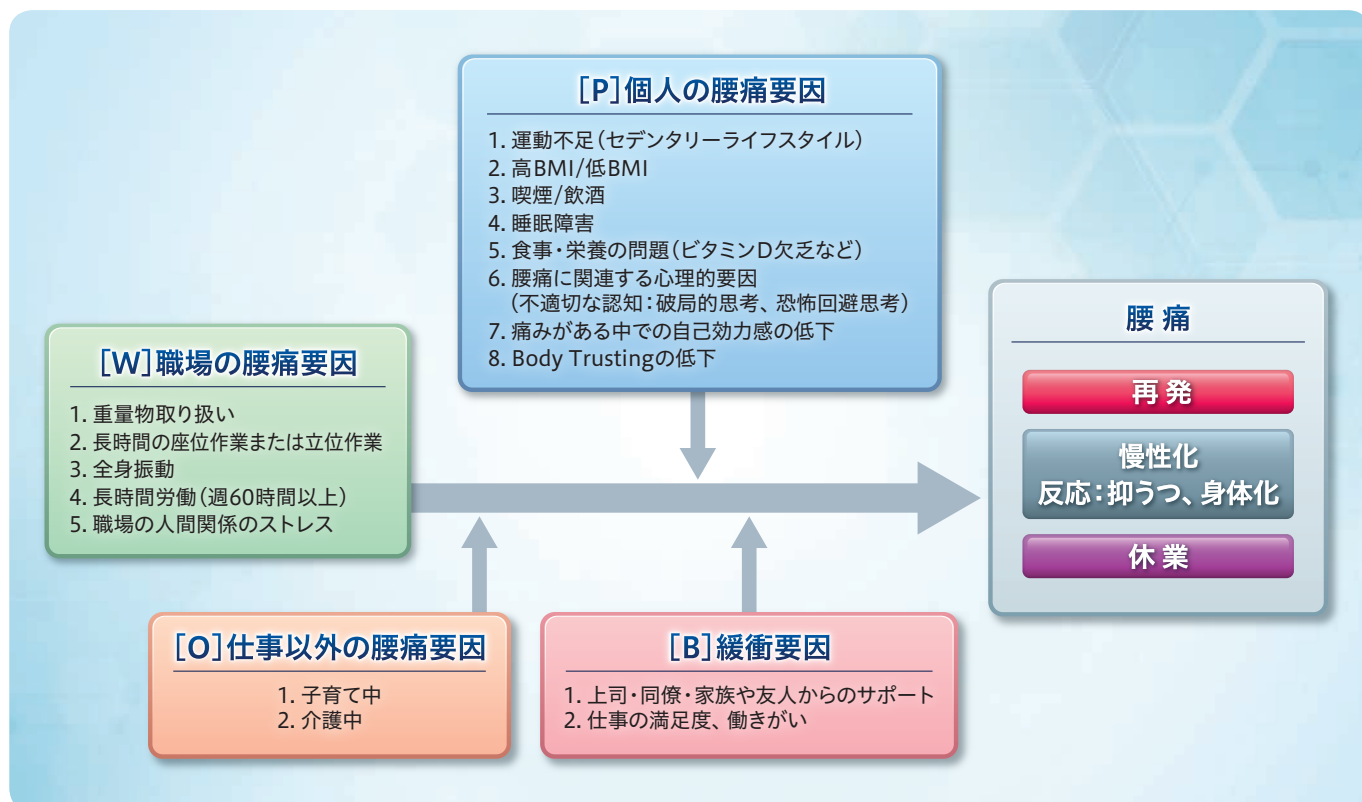 [P]個人の腰痛要因
1. 運動不足(セデンタリーライフスタイル)
2. 高BMI/低BMI
3. 喫煙/飲酒
4. 睡眠障害
5. 食事・栄養の問題(ビタミンD欠乏など)
6. 腰痛に関連する心理的要因
(不適切な認知:破局的思考、恐怖回避思考)
7. 痛みがある中での自己効力感の低下
8. Body Trustingの低下
[W]職場の腰痛要因
1. 重量物取り扱い
2. 長時間の座位作業または立位作業
3. 全身振動
4. 長時間労働(週60時間以上)
5. 職場の人間関係のストレス
[O]仕事以外の腰痛要因
1. 子育て中
2. 介護中
[B]緩衝要因
1. 上司・同僚・家族や友人からのサポート
2. 仕事の満足度、働きがい
腰 痛
再 発
慢性化
反応:抑うつ、身体化
休 業